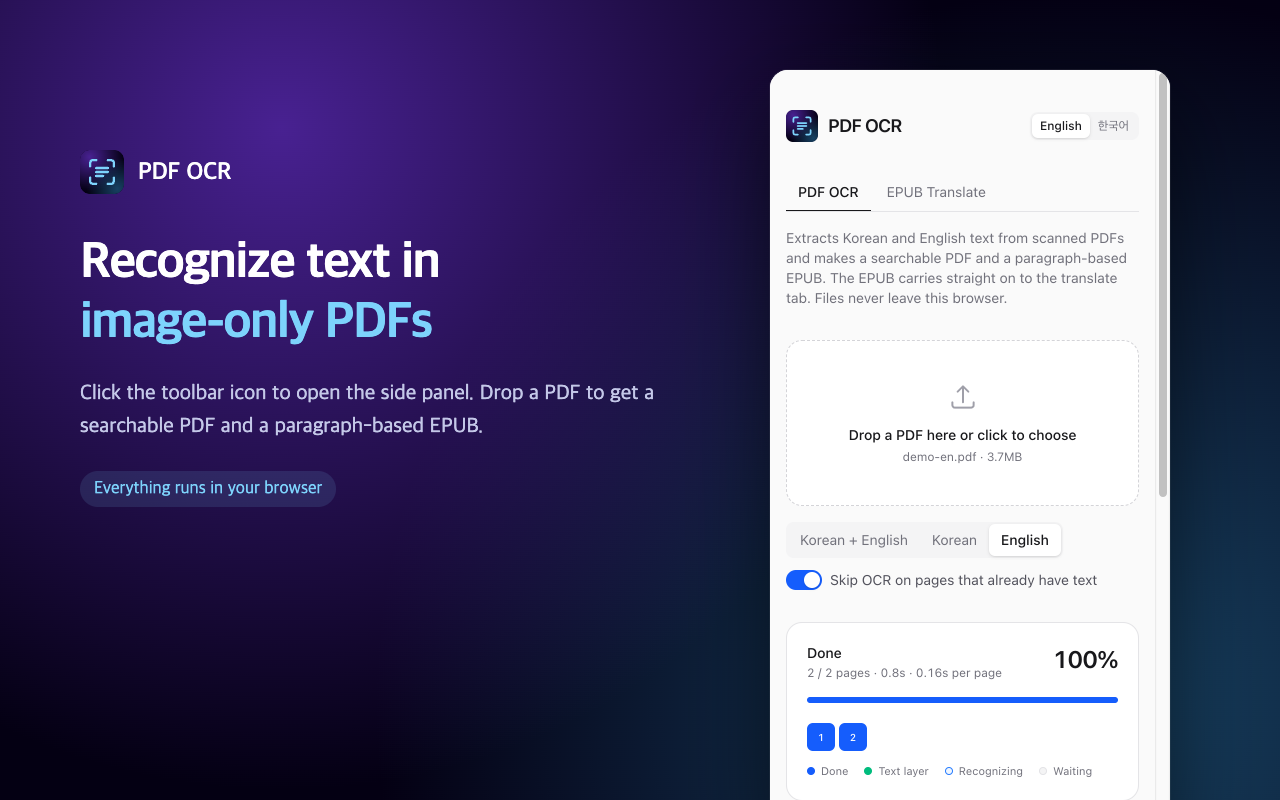 PDF OCR
Recognize text in
image-only PDFs
Click the toolbar icon to open the side panel. Drop a PDF to get a
searchable PDF and a paragraph-based EPUB.
Everything runs in your browser
PDF OCR
English 한국어
PDF OCR EPUB Translate
Extracts Korean and English text from scanned PDFs
and makes a searchable PDF and a paragraph-based
EPUB. The EPUB carries straight on to the translate
tab. Files never leave this browser.
Drop a PDF here or click to choose
demo-en.pdf · 3.7MB
Korean + English Korean English
Skip OCR on pages that already have text
Done
100%
2 / 2 pages · 0.8s · 0.16s per page
1 2
Done Text layer Recognizing Waiting